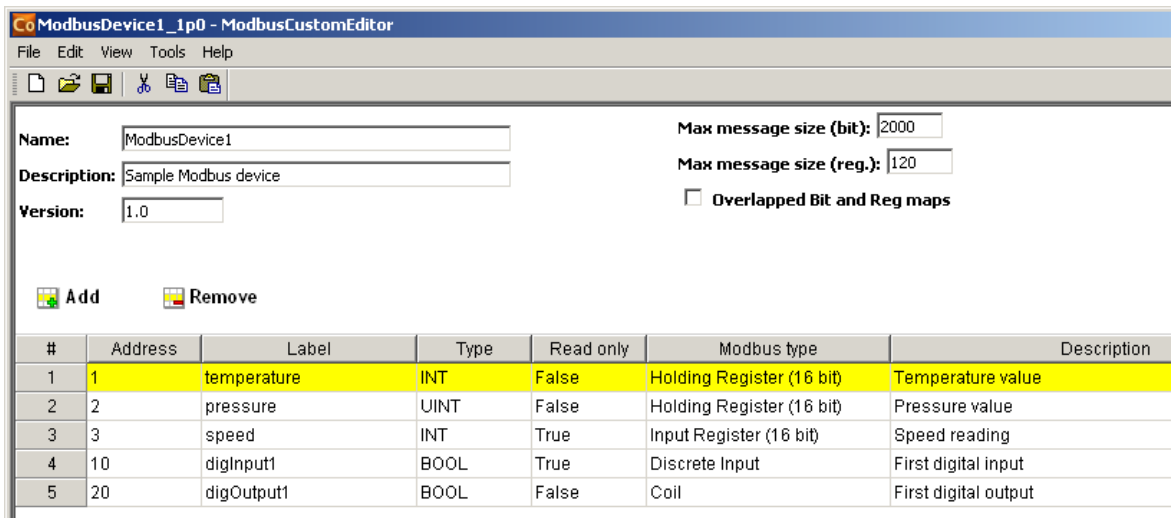 Co ModbusDevice1_1p0 - ModbusCustomEditor
File Edit View Tools Help
Name: ModbusDevice1
Description: Sample Modbus device
Version: 1.0
Max message size (bit): 2000
Max message size (reg.): 120
Overlapped Bit and Reg maps
Add Remove
# Address Label Type Read only Modbus type Description
1 1 temperature INT False Holding Register (16 bit) Temperature value
2 2 pressure UINT False Holding Register (16 bit) Pressure value
3 3 speed INT True Input Register (16 bit) Speed reading
4 10 digInput1 BOOL True Discrete Input First digital input
5 20 digOutput1 BOOL False Coil First digital output